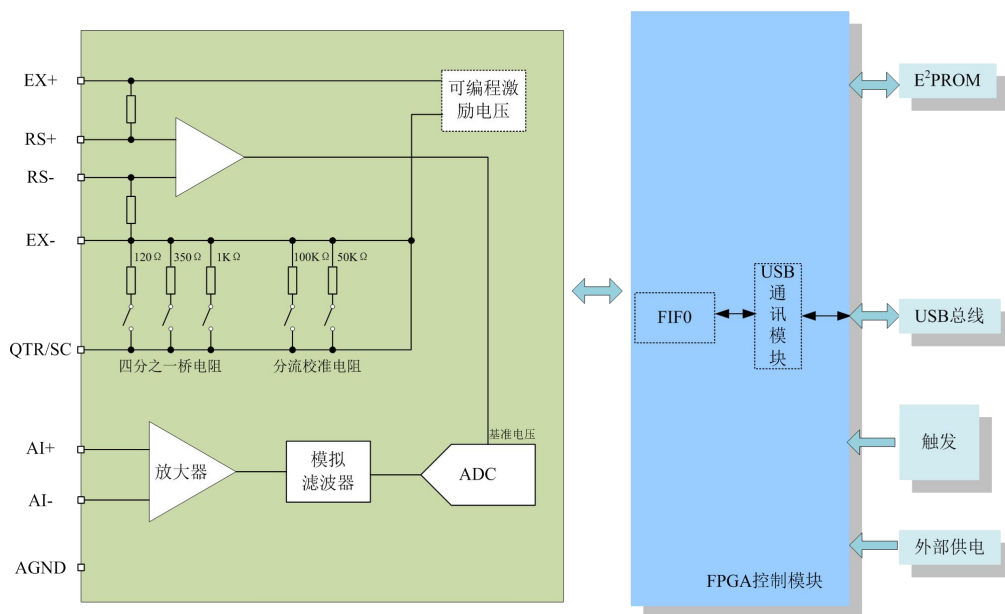 EX+
RS+
RS-
EX-
QTR/SC
AI+
AI-
AGND
可编程激
励电压
120Ω
350Ω
1KΩ
100KΩ
50KΩ
四分之一桥电阻
分流校准电阻
基准电压
放大器
模拟
滤波器
ADC
FIF0
USB
通
讯
模
块
FPGA控制模块
E²PROM
USB总线
触发
外部供电